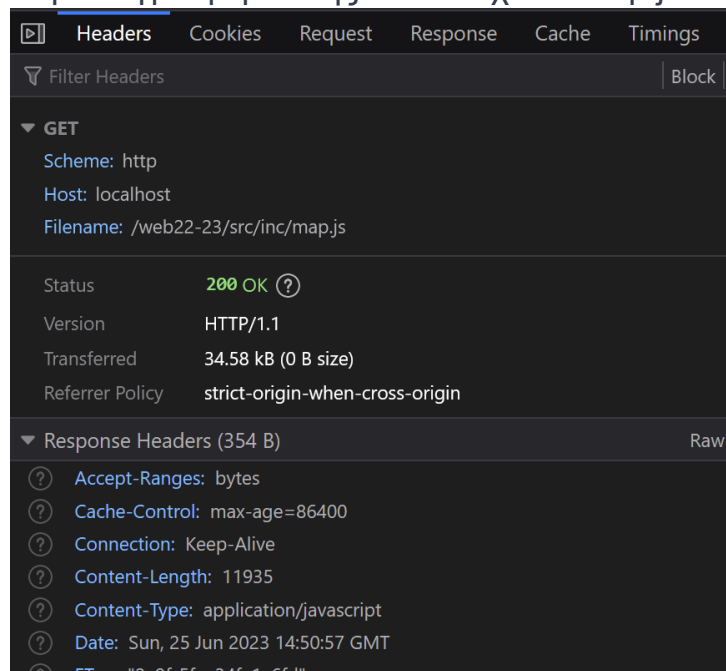 Headers Cookies Request Response Cache Timings
Filter Headers Block
GET
Scheme: http
Host: localhost
Filename: /web22-23/src/inc/map.js
Status 200 OK ?
Version HTTP/1.1
Transferred 34.58 kB (0 B size)
Referrer Policy strict-origin-when-cross-origin
Response Headers (354 B) Raw
? Accept-Ranges: bytes
? Cache-Control: max-age=86400
? Connection: Keep-Alive
? Content-Length: 11935
? Content-Type: application/javascript
? Date: Sun, 25 Jun 2023 14:50:57 GMT